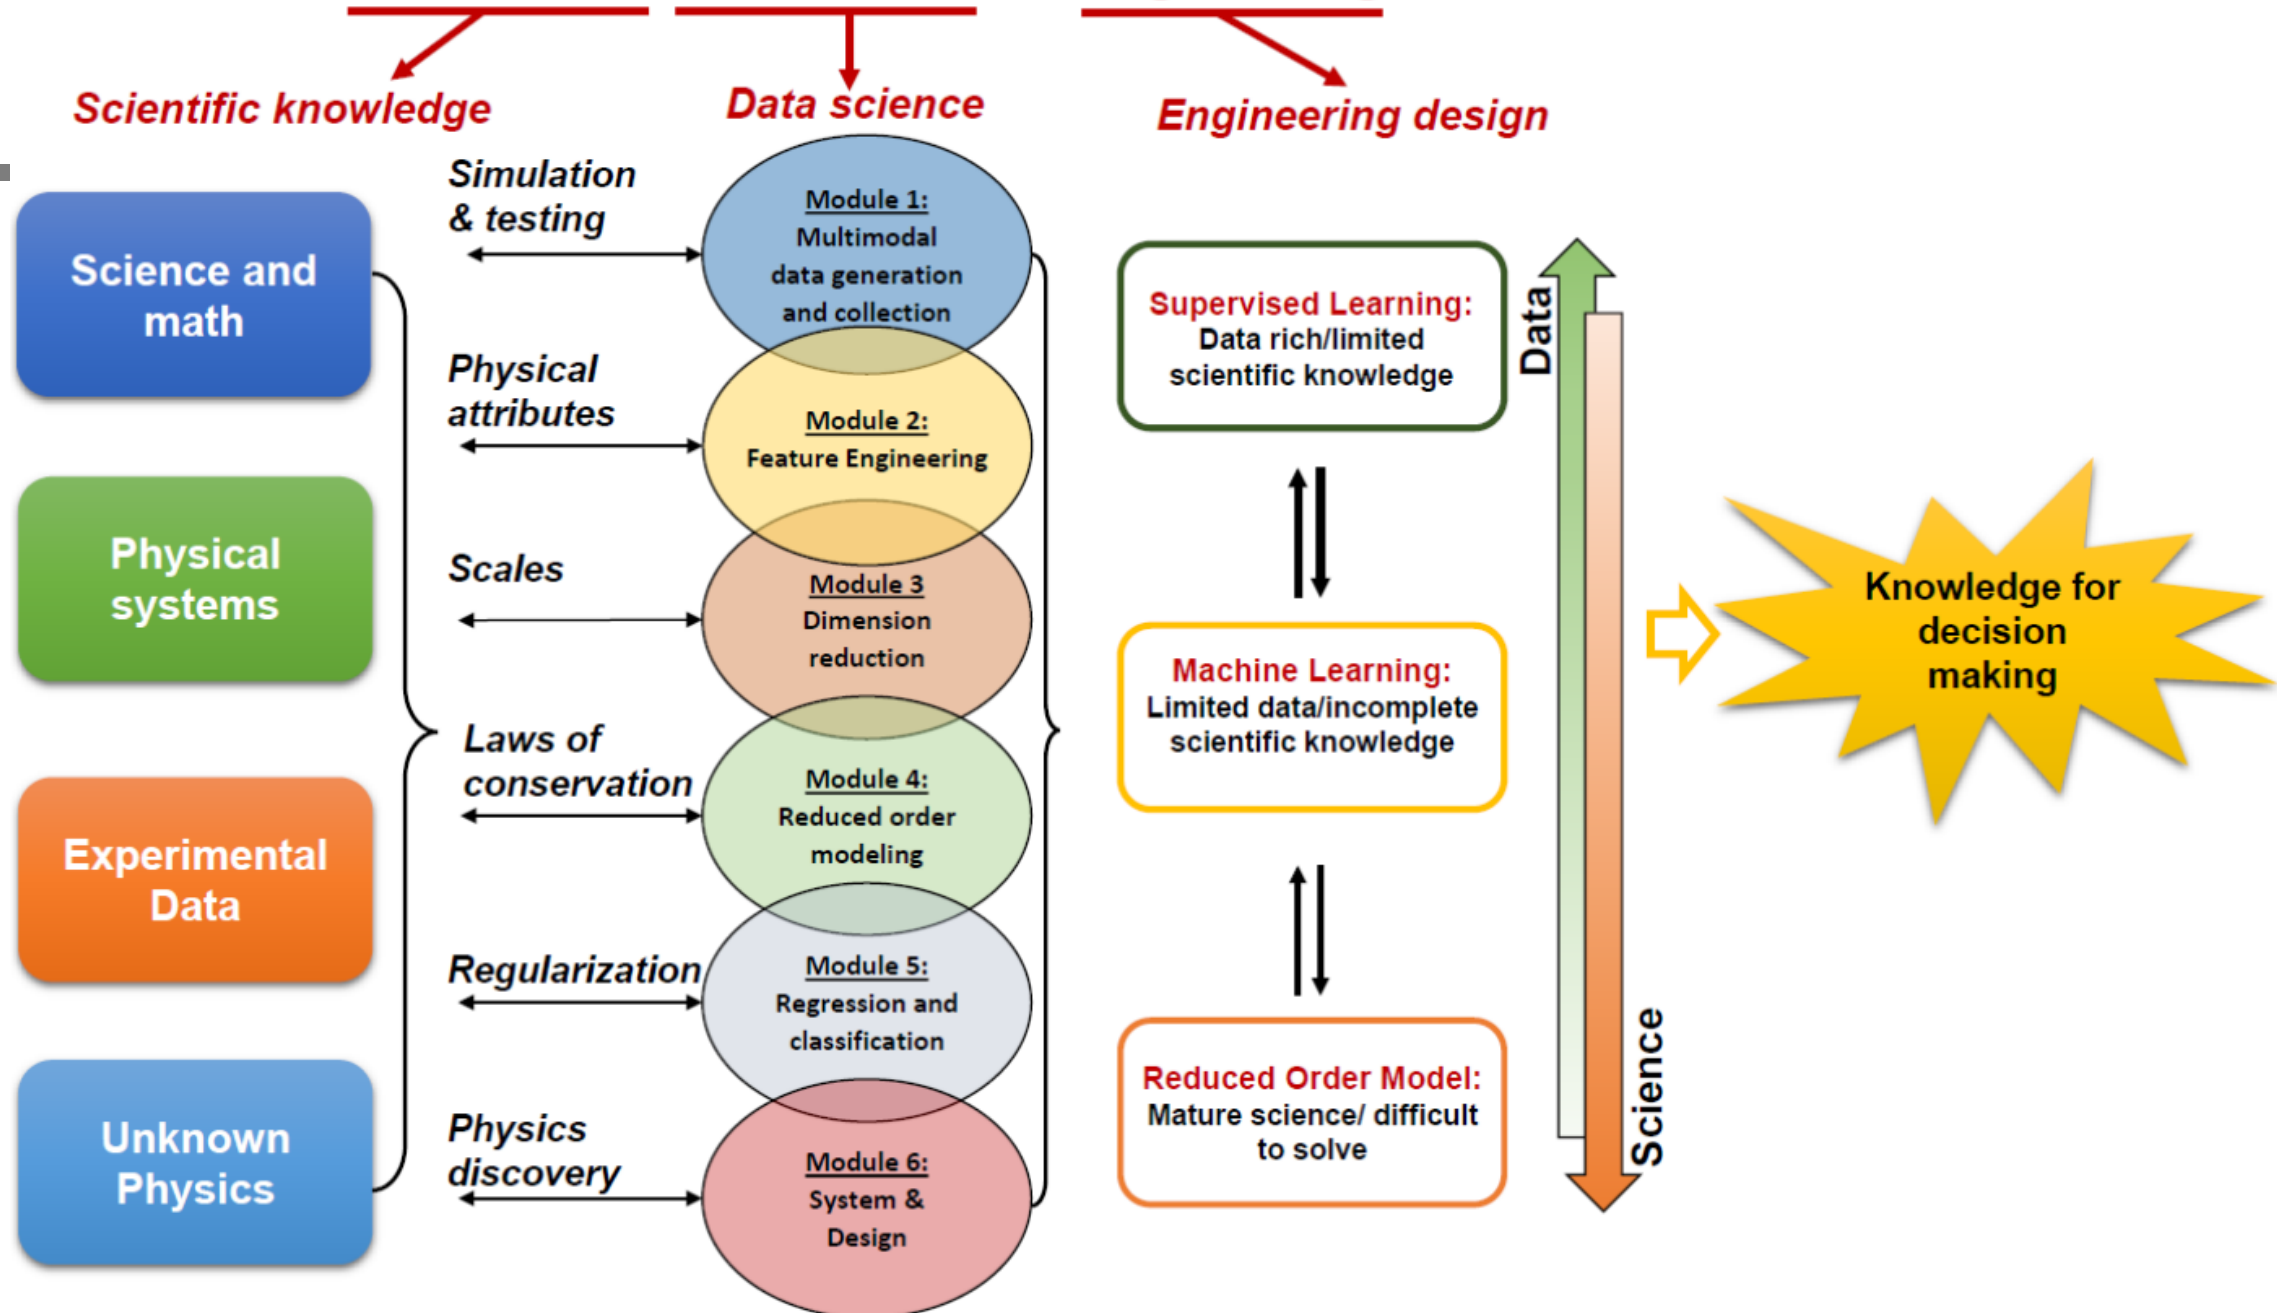 Scientific knowledge
Data science
Engineering design
Science and
math
Physical
systems
Experimental
Data
Unknown
Physics
Simulation
& testing
Physical
attributes
Scales
Laws of
conservation
Regularization
Physics
discovery
Module 1:
Multimodal
data generation
and collection
Module 2:
Feature Engineering
Module 3
Dimension
reduction
Module 4:
Reduced order
modeling
Module 5:
Regression and
classification
Module 6:
System &
Design
Supervised Learning:
Data rich/limited
scientific knowledge
Machine Learning:
Limited data/incomplete
scientific knowledge
Reduced Order Model:
Mature science/ difficult
to solve
Data
Science
Knowledge for
decision
making